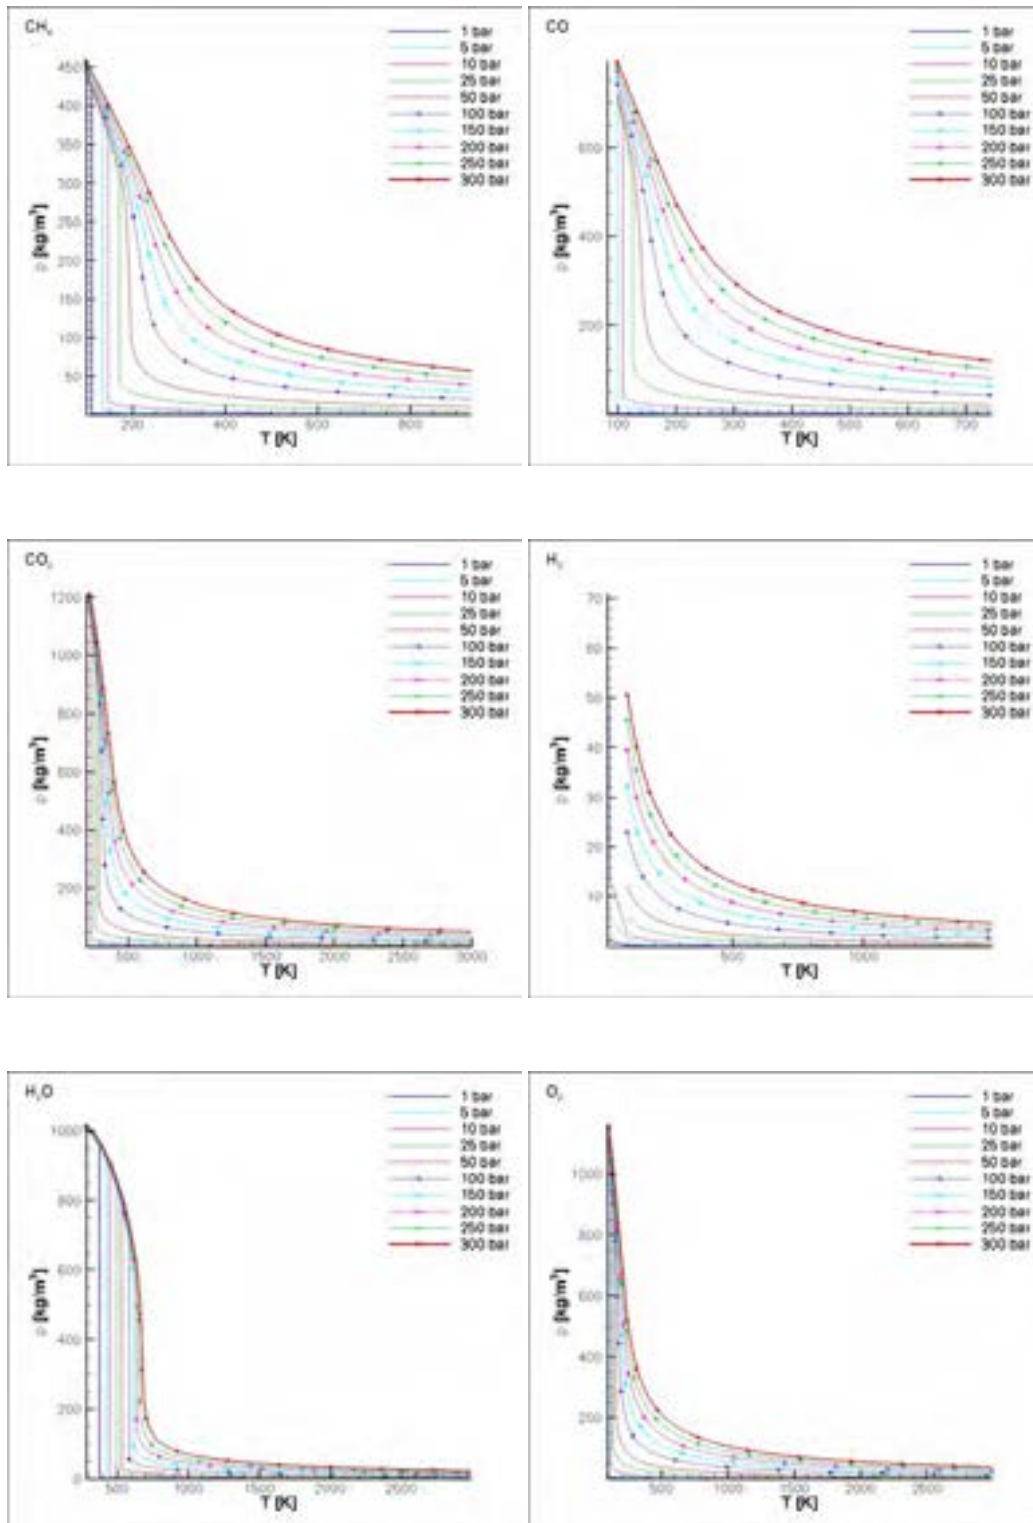 CH₄
1 bar
5 bar
10 bar
25 bar
50 bar
100 bar
150 bar
200 bar
250 bar
300 bar
450
400
350
300
250
200
150
100
50
ρ [kg/m³]
200 400 600 800
T [K]
CO
1 bar
5 bar
10 bar
25 bar
50 bar
100 bar
150 bar
200 bar
250 bar
300 bar
600
400
200
ρ [kg/m³]
100 200 300 400 500 600 700
T [K]
CO₂
1 bar
5 bar
10 bar
25 bar
50 bar
100 bar
150 bar
200 bar
250 bar
300 bar
1200
1000
800
600
400
200
ρ [kg/m³]
500 1000 1500 2000 2500 3000
T [K]
H₂
1 bar
5 bar
10 bar
25 bar
50 bar
100 bar
150 bar
200 bar
250 bar
300 bar
70
60
50
40
30
20
10
ρ [kg/m³]
500 1000
T [K]
H₂O
1 bar
5 bar
10 bar
25 bar
50 bar
100 bar
150 bar
200 bar
250 bar
300 bar
1000
800
600
400
200
0
ρ [kg/m³]
500 1000 1500 2000 2500
T [K]
O₂
1 bar
5 bar
10 bar
25 bar
50 bar
100 bar
150 bar
200 bar
250 bar
300 bar
1000
800
600
400
200
ρ [kg/m³]
500 1000 1500 2000 2500
T [K]